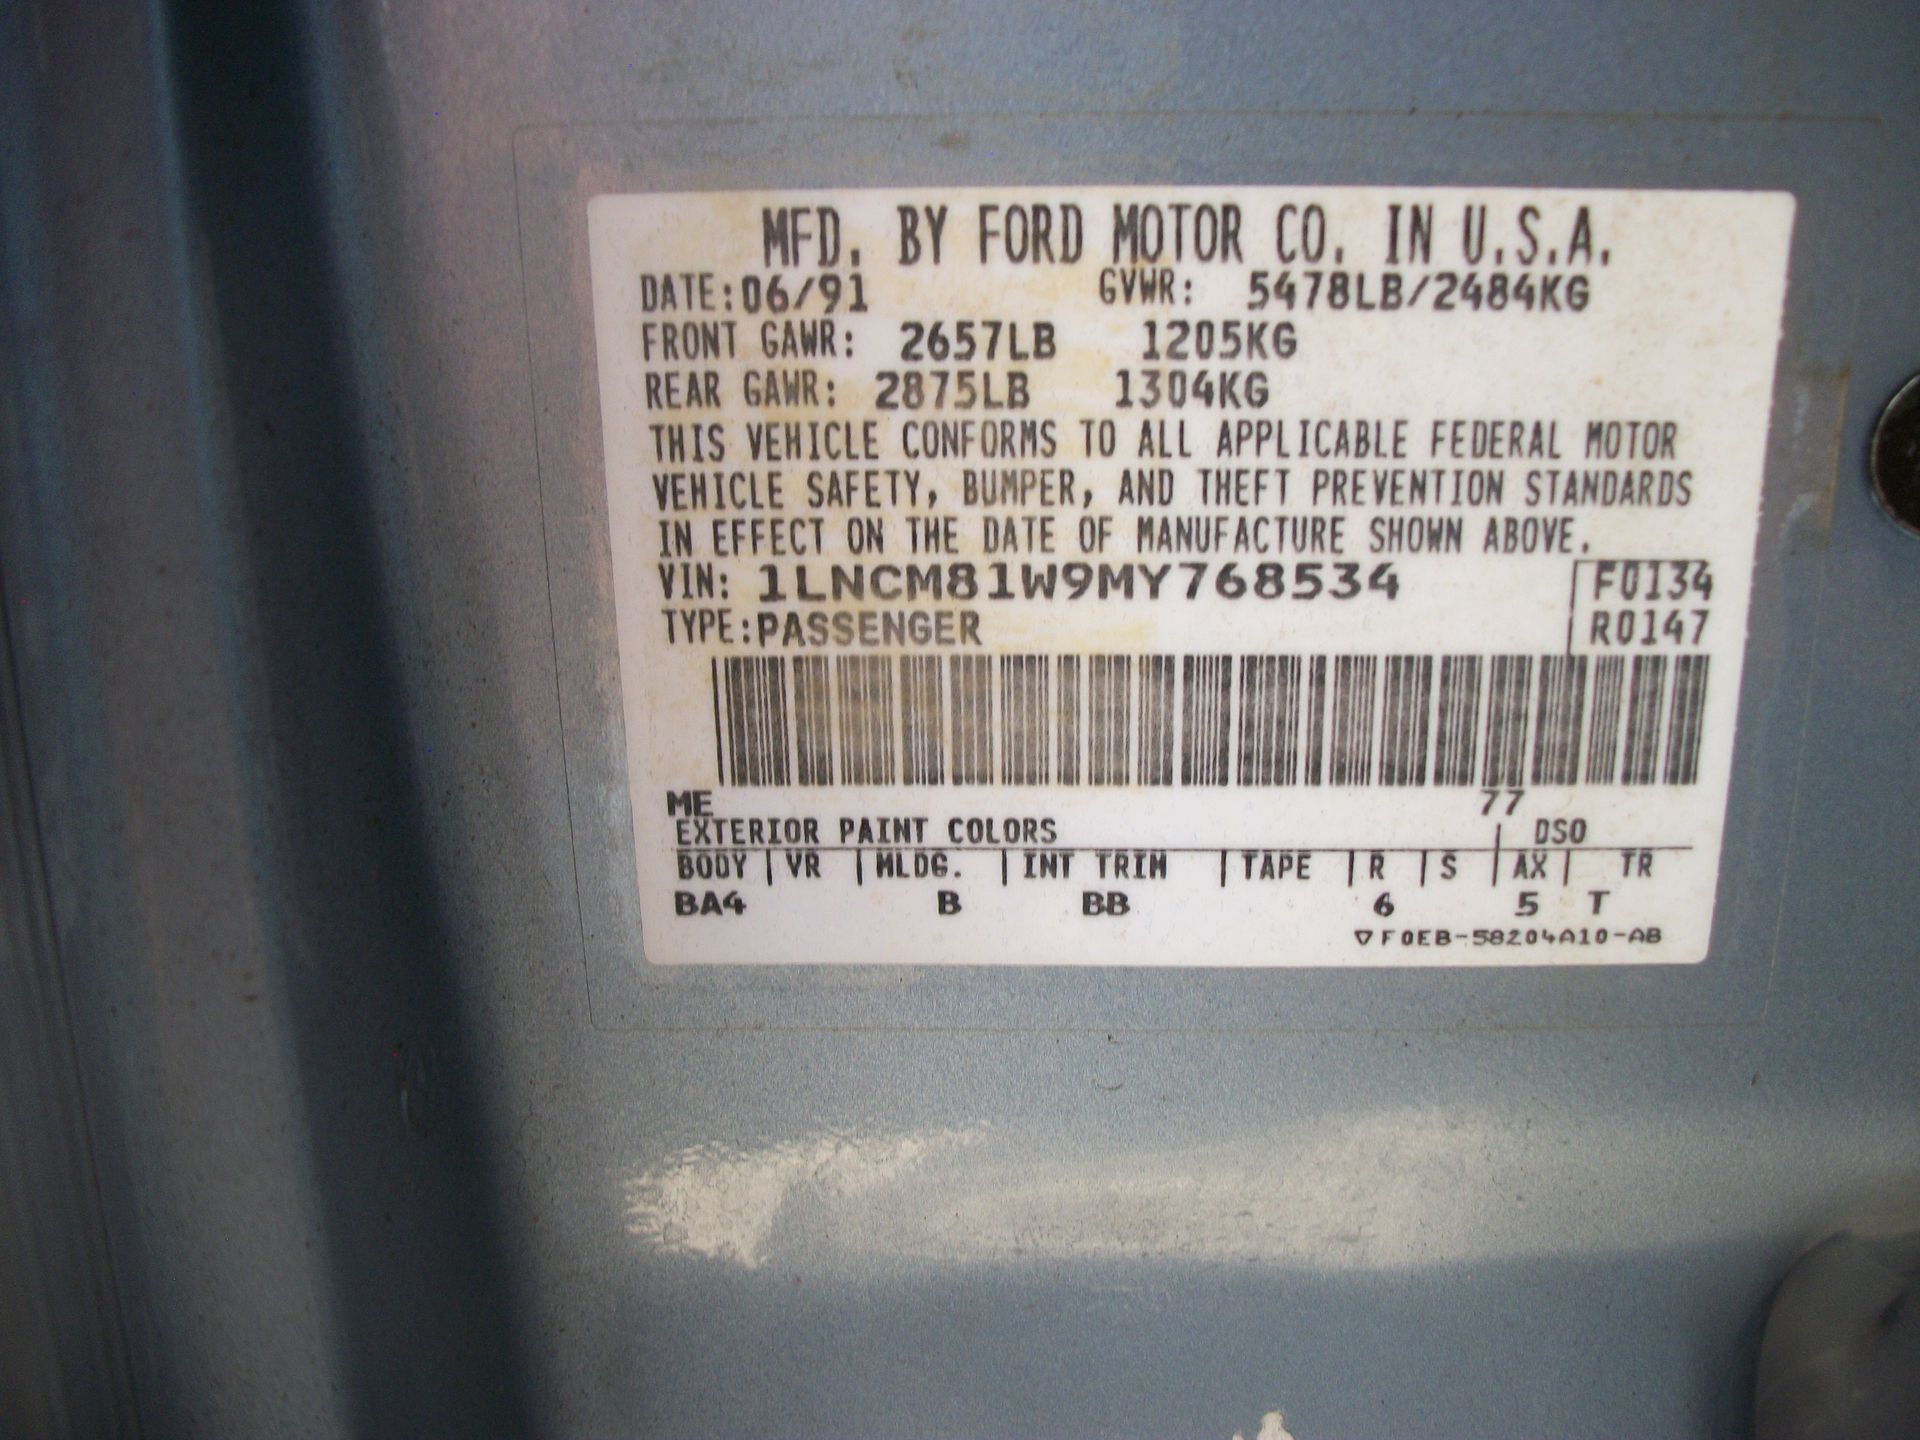 MFD. BY FORD MOTOR CO. IN U.S.A.
DATE:06/91 GVWR: 5478LB/2484KG
FRONT GAWR: 2657LB 1205KG
REAR GAWR: 2875LB 1304KG
THIS VEHICLE CONFORMS TO ALL APPLICABLE FEDERAL MOTOR
VEHICLE SAFETY, BUMPER, AND THEFT PREVENTION STANDARDS
IN EFFECT ON THE DATE OF MANUFACTURE SHOWN ABOVE.
VIN: 1LNCM81W9MY768534 F0134
TYPE:PASSENGER R0147
ME 77
EXTERIOR PAINT COLORS | DSO
BODY | VR | MLDG. | INT TRIM | TAPE | R | S | AX | TR
BA4 B BB 6 5 T
▽F0EB-58204A10-AB